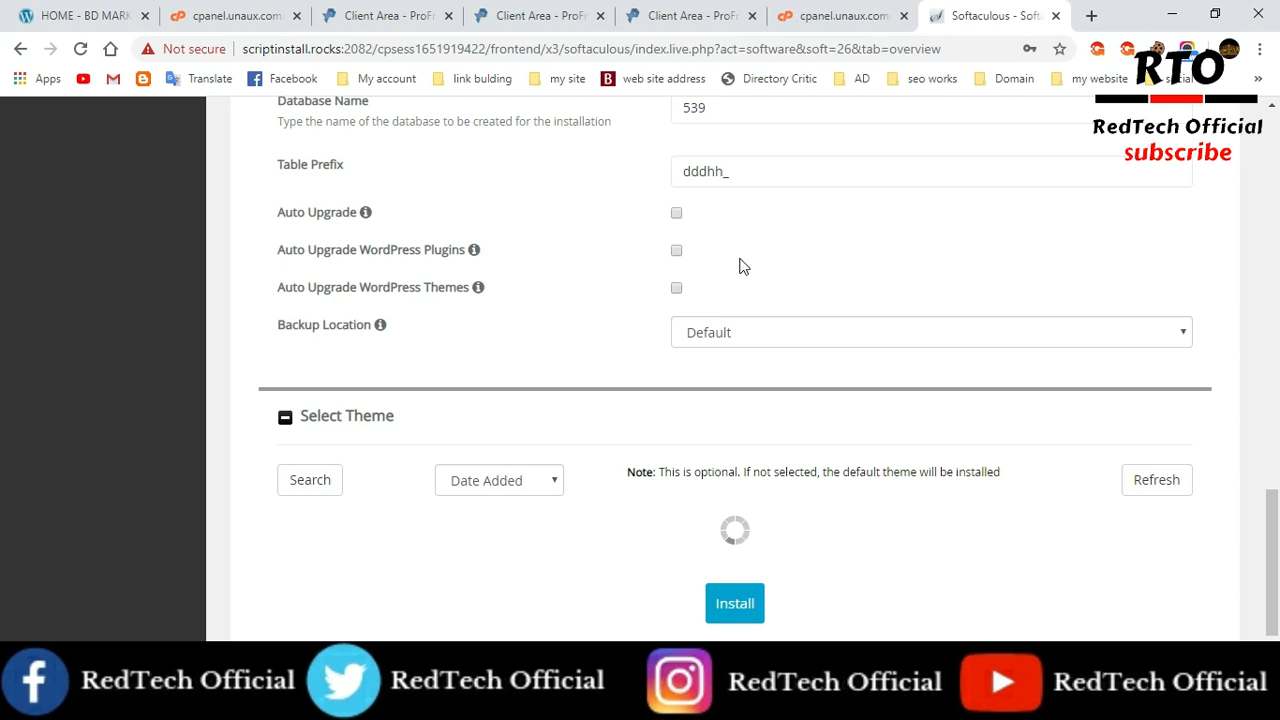 HOME - BD MARK
cpanel.unaux.com
Client Area - ProFr
Client Area - ProFr
Client Area - ProFr
cpanel.unaux.com
Softaculous - Softa
Not secure
scriptinstall.rocks:2082/cpsess1651919422/frontend/x3/softaculous/index.live.php?act=software&soft=26&tab=overview
Apps
Translate
Facebook
My account
link bulding
my site
B web site address
Directory Critic
AD
seo works
Domain
my website
social
RTO
RedTech Official
subscribe
Database Name
539
Type the name of the database to be created for the installation
Table Prefix
dddhh_
Auto Upgrade
Auto Upgrade WordPress Plugins
Auto Upgrade WordPress Themes
Backup Location
Default
Select Theme
Search
Date Added
Note: This is optional. If not selected, the default theme will be installed
Refresh
Install
RedTech Official
RedTech Official
RedTech Official
RedTech Official